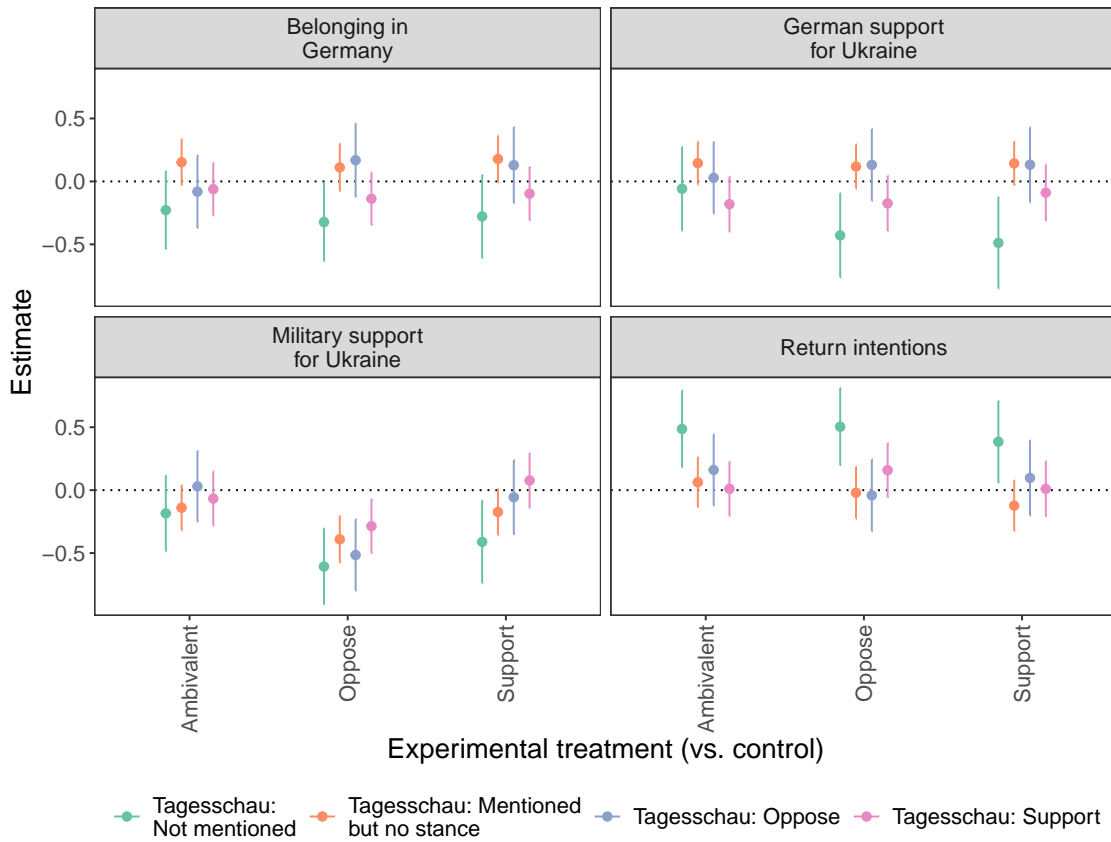 Belonging in
Germany
German support
for Ukraine
0.5
0.0
−0.5
Military support
for Ukraine
Return intentions
0.5
0.0
−0.5
Estimate
Ambivalent
Oppose
Support
Ambivalent
Oppose
Support
Experimental treatment (vs. control)
Tagesschau:
Not mentioned
Tagesschau: Mentioned
but no stance
Tagesschau: Oppose
Tagesschau: Support